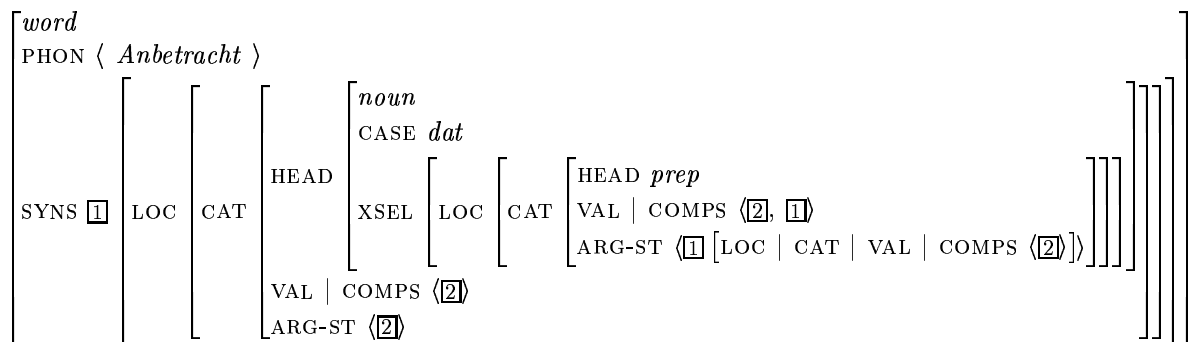 word
PHON ⟨ Anbetracht ⟩
noun
CASE dat
HEAD
HEAD prep
SYNS 1 LOC CAT XSEL LOC CAT VAL | COMPS ⟨2, 1⟩
ARG-ST ⟨1 [LOC | CAT | VAL | COMPS ⟨2⟩]⟩
VAL | COMPS ⟨2⟩
ARG-ST ⟨2⟩